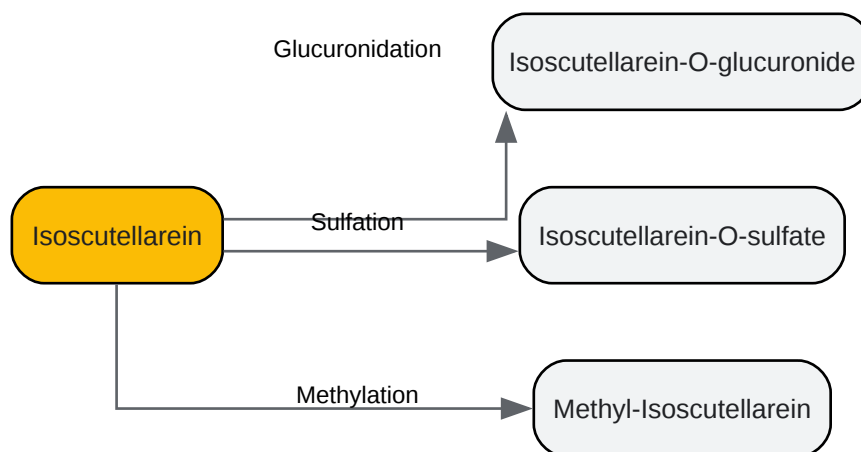 Glucuronidation
Isoscutellarein-O-glucuronide
Isoscutellarein
Sulfation
Isoscutellarein-O-sulfate
Methylation
Methyl-Isoscutellarein